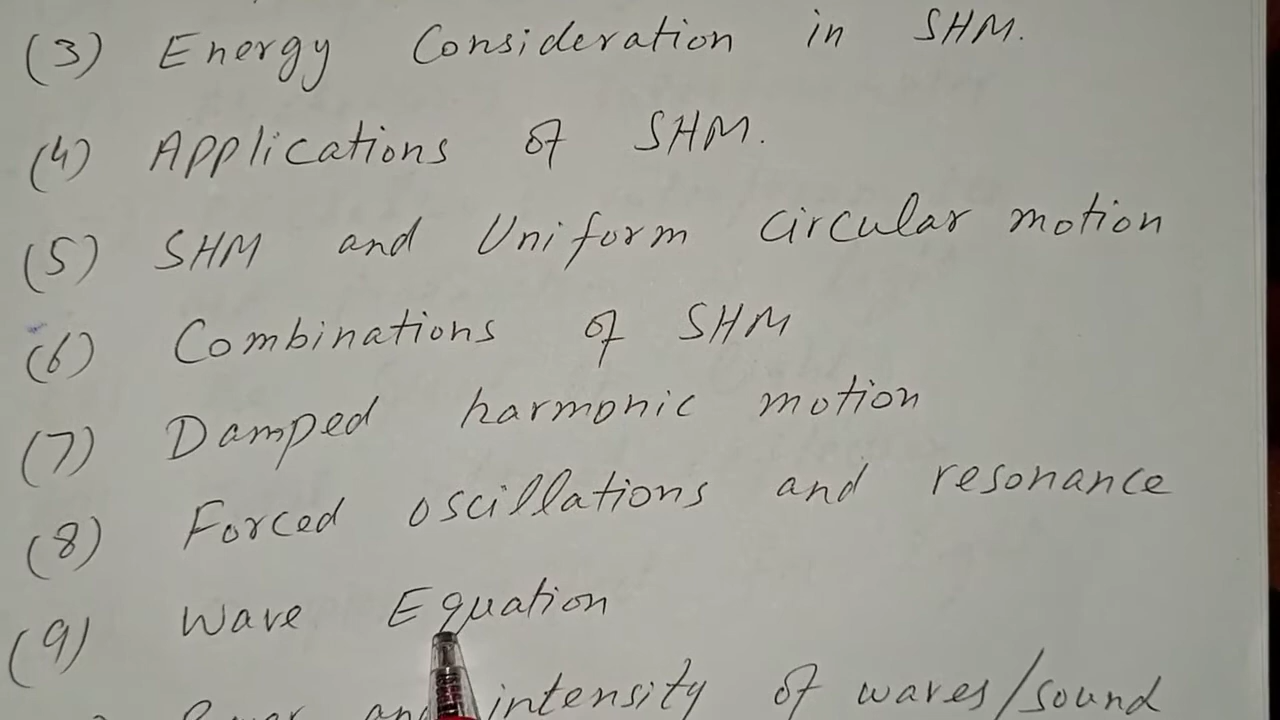 (3) Energy Consideration in SHM.
(4) Applications of SHM.
(5) SHM and Uniform circular motion
(6) Combinations of SHM
(7) Damped harmonic motion
(8) Forced oscillations and resonance
(9) Wave Equation
and intensity of waves/sound